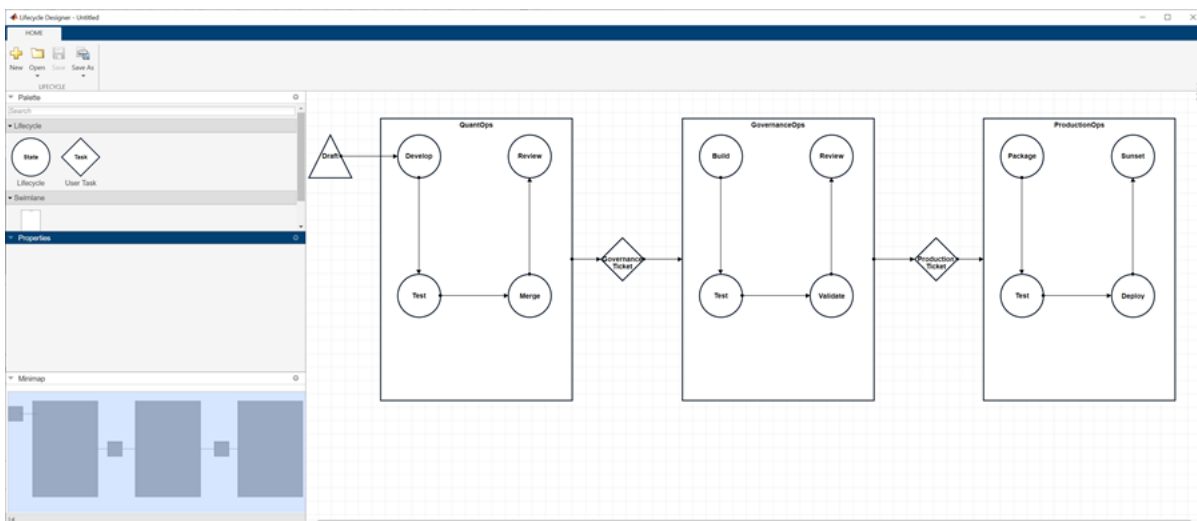 Lifecycle Designer - Untitled
HOME
New Open Save Save As
LIFECYCLE
Palette
Search
Lifecycle
State Task
Lifecycle User Task
Swimlane
Properties
Minimap
QuantOps
Draft
Develop
Review
Test
Merge
Governance
Ticket
GovernanceOps
Build
Review
Test
Validate
Production
Ticket
ProductionOps
Package
Sunset
Test
Deploy